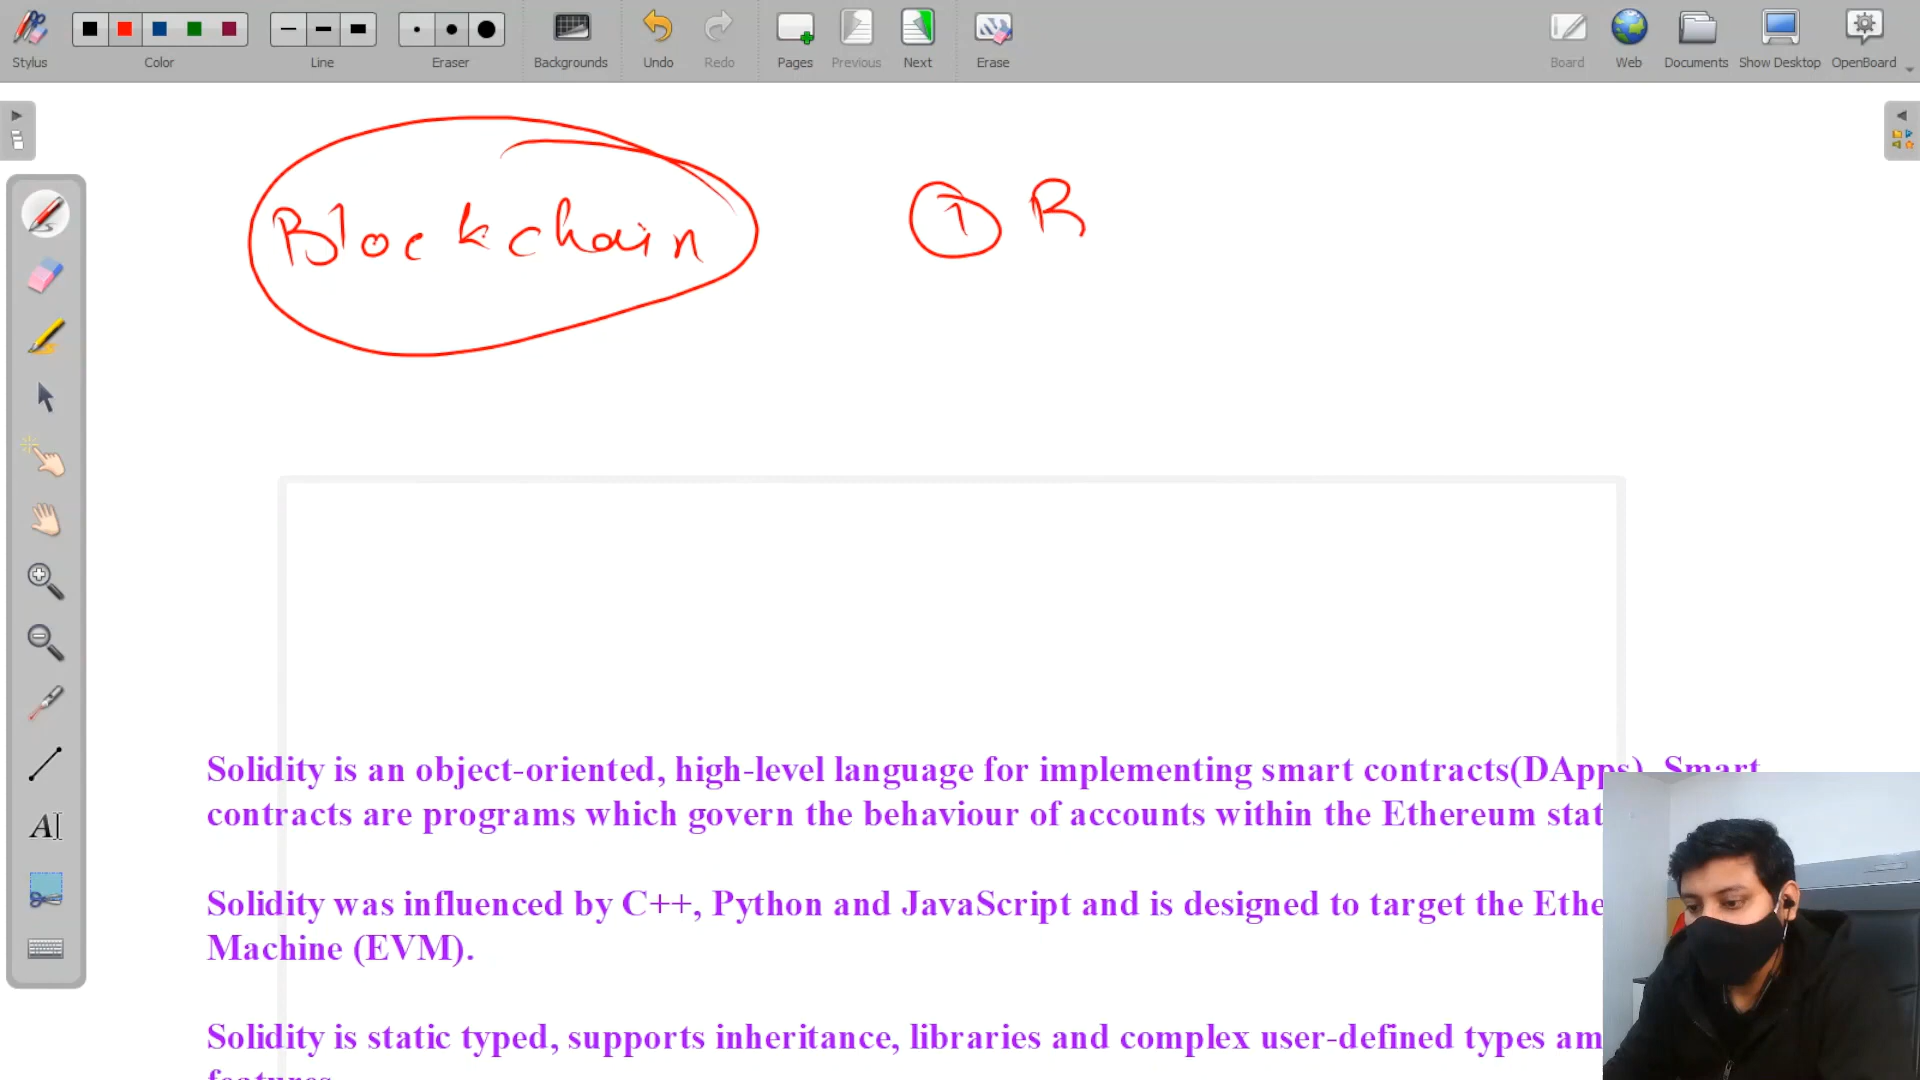 Stylus Color Line Eraser Backgrounds Undo Redo Pages Previous Next Erase Board Web Documents Show Desktop OpenBoard
Blockchain
1 R
Solidity is an object-oriented, high-level language for implementing smart contracts(DApps). Smart
contracts are programs which govern the behaviour of accounts within the Ethereum stat
Solidity was influenced by C++, Python and JavaScript and is designed to target the Ethe
Machine (EVM).
Solidity is static typed, supports inheritance, libraries and complex user-defined types am
features